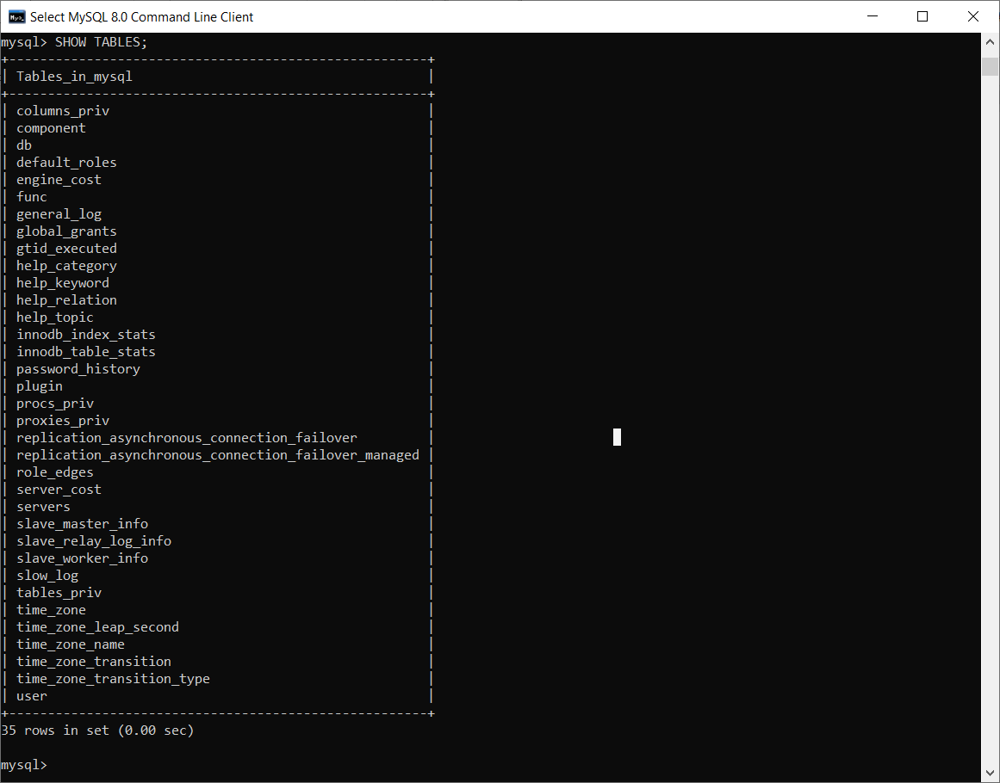 Select MySQL 8.0 Command Line Client
mysql> SHOW TABLES;
+------------------------------------------------------+
| Tables_in_mysql                                      |
+------------------------------------------------------+
| columns_priv                                         |
| component                                            |
| db                                                   |
| default_roles                                        |
| engine_cost                                          |
| func                                                 |
| general_log                                          |
| global_grants                                        |
| gtid_executed                                        |
| help_category                                        |
| help_keyword                                         |
| help_relation                                        |
| help_topic                                           |
| innodb_index_stats                                   |
| innodb_table_stats                                   |
| password_history                                     |
| plugin                                               |
| procs_priv                                           |
| proxies_priv                                         |
| replication_asynchronous_connection_failover         |
| replication_asynchronous_connection_failover_managed |
| role_edges                                           |
| server_cost                                          |
| servers                                              |
| slave_master_info                                    |
| slave_relay_log_info                                 |
| slave_worker_info                                    |
| slow_log                                             |
| tables_priv                                          |
| time_zone                                            |
| time_zone_leap_second                                |
| time_zone_name                                       |
| time_zone_transition                                 |
| time_zone_transition_type                            |
| user                                                 |
+------------------------------------------------------+
35 rows in set (0.00 sec)
mysql>